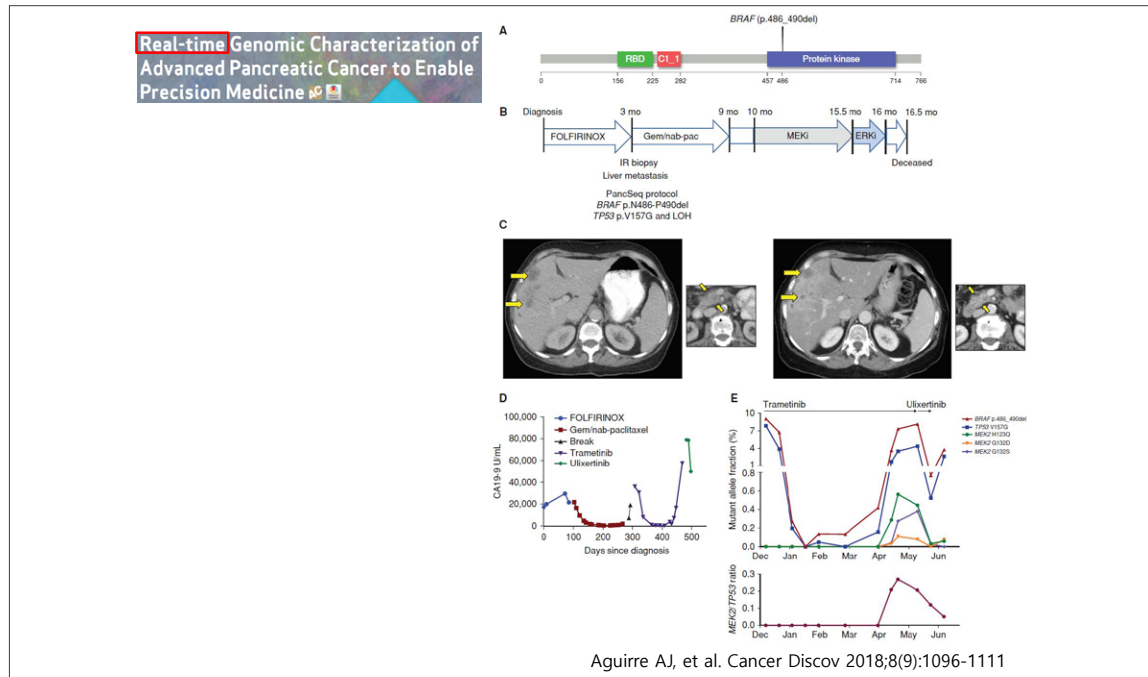 Real-time Genomic Characterization of
Advanced Pancreatic Cancer to Enable
Precision Medicine AC
A
BRAF (p.486_490del)
RBD
C1_1
Protein kinase
0 156 225 282 457 486 714 766
B
Diagnosis 3 mo 9 mo 10 mo 15.5 mo 16 mo 16.5 mo
FOLFIRINOX Gem/nab-pac MEKi ERKi
IR biopsy
Liver metastasis
Deceased
PancSeq protocol
BRAF p.N486-P490del
TP53 p.V157G and LOH
C
D
FOLFIRINOX
Gem/nab-paclitaxel
Break
Trametinib
Ulixertinib
CA19-9 U/mL
100,000
80,000
60,000
40,000
20,000
0
0 100 200 300 400 500
Days since diagnosis
E
Trametinib Ulixertinib
BRAF p.486_490del
TP53 V157G
MEK2 H123Q
MEK2 G132D
MEK2 G132S
Mutant allele fraction (%)
10
7
4
1
0.8
0.6
0.4
0.2
0.0
Dec Jan Feb Mar Apr May Jun
MEK2/TP53 ratio
0.3
0.2
0.1
0.0
Dec Jan Feb Mar Apr May Jun
Aguirre AJ, et al. Cancer Discov 2018;8(9):1096-1111